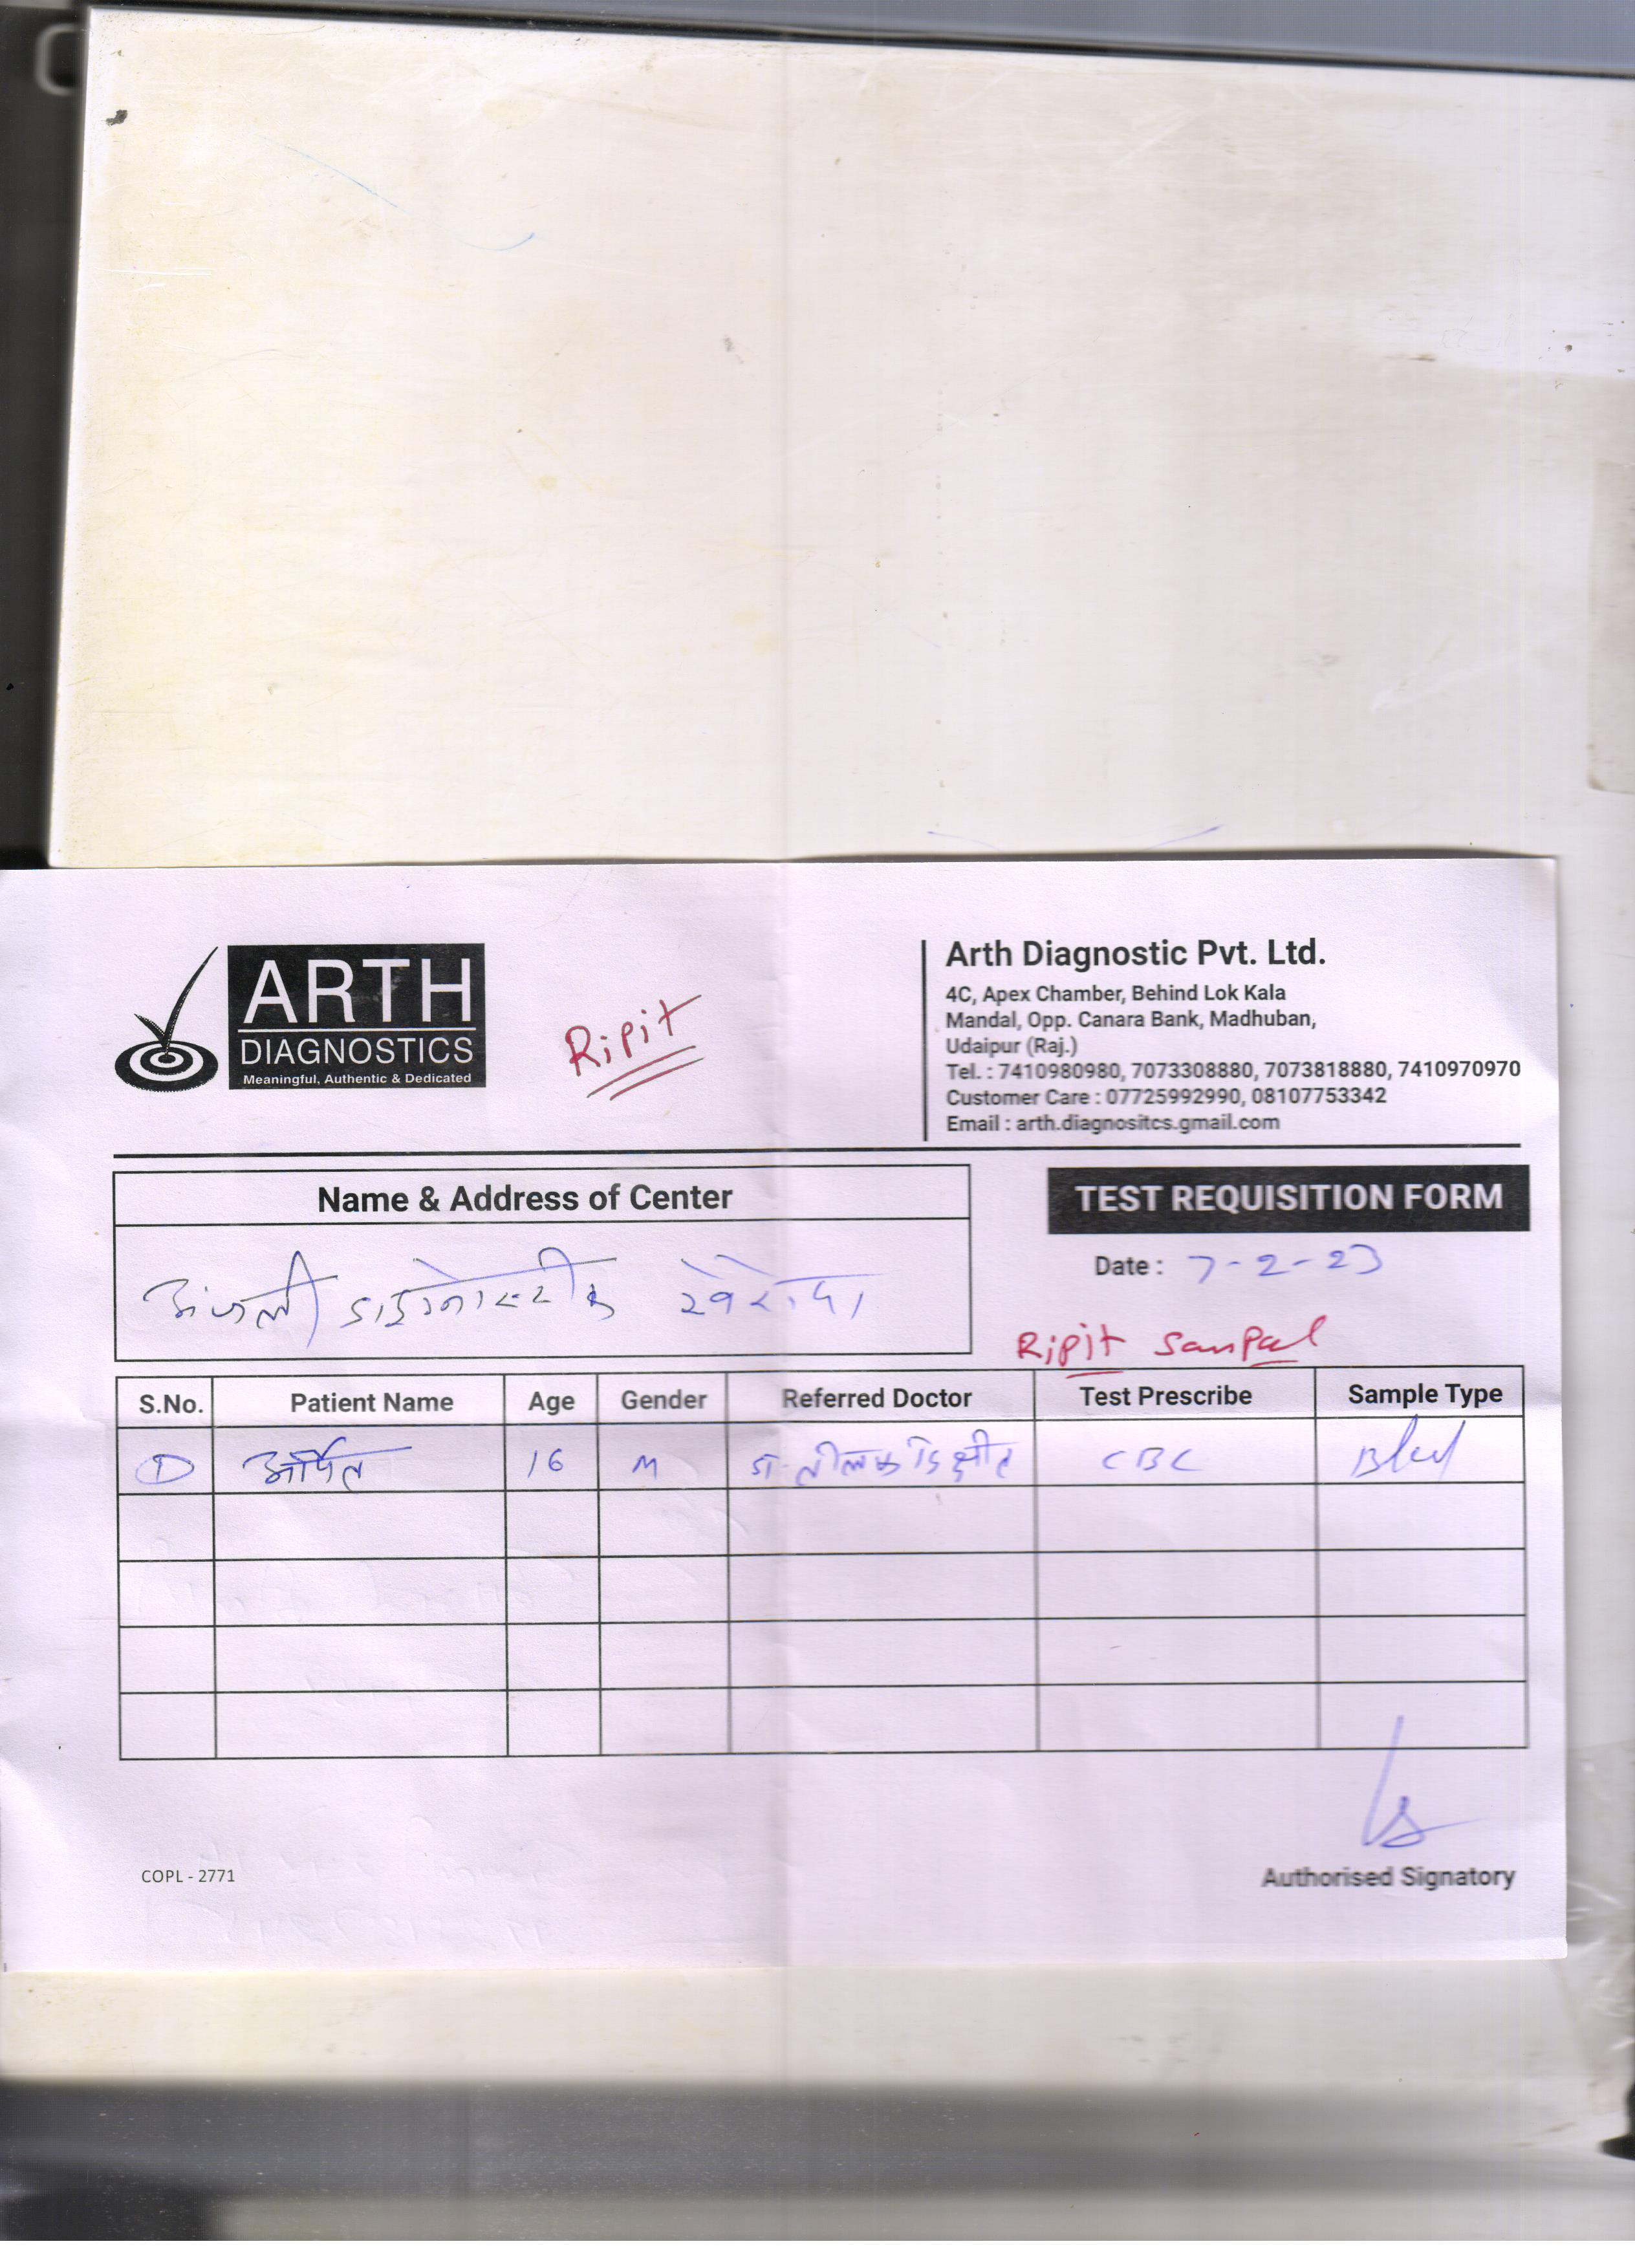 ARTH
DIAGNOSTICS
Meaningful, Authentic & Dedicated
Ripit
Arth Diagnostic Pvt. Ltd.
4C, Apex Chamber, Behind Lok Kala
Mandal, Opp. Canara Bank, Madhuban,
Udaipur (Raj.)
Tel. : 7410980980, 7073308880, 7073818880, 7410970970
Customer Care : 07725992990, 08107753342
Email : arth.diagnositcs.gmail.com
Name & Address of Center
TEST REQUISITION FORM
Date : 7-2-23
अंजली डाइग्नोस्टीक
Ripit Sanpal
S.No. Patient Name Age Gender Referred Doctor Test Prescribe Sample Type
1 अर्पित 16 M डा. CBC
Authorised Signatory
COPL - 2771